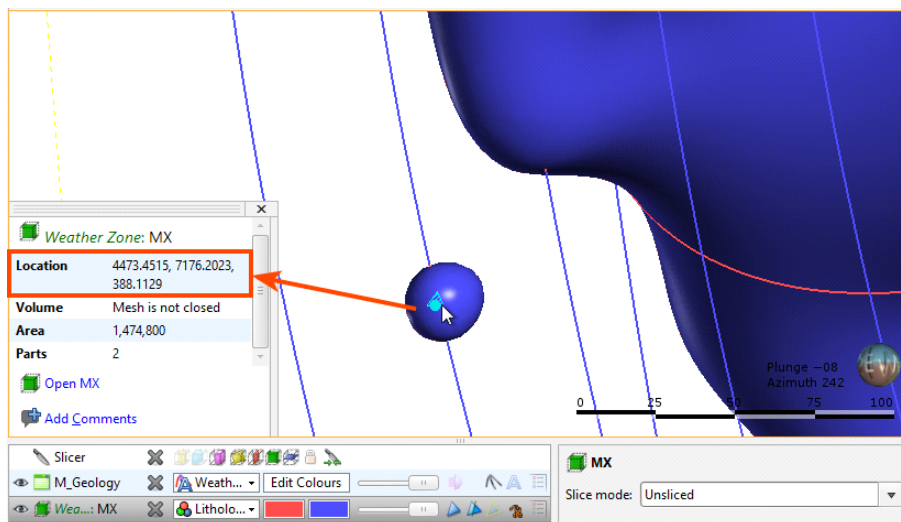 Weather Zone: MX
Location 4473.4515, 7176.2023,
388.1129
Volume Mesh is not closed
Area 1,474,800
Parts 2
Open MX
Add Comments
Plunge −08
Azimuth 242
0 25 50 75 100
Slicer
M_Geology Weath... Edit Colours
Wea...: MX Litholo...
MX
Slice mode: Unsliced